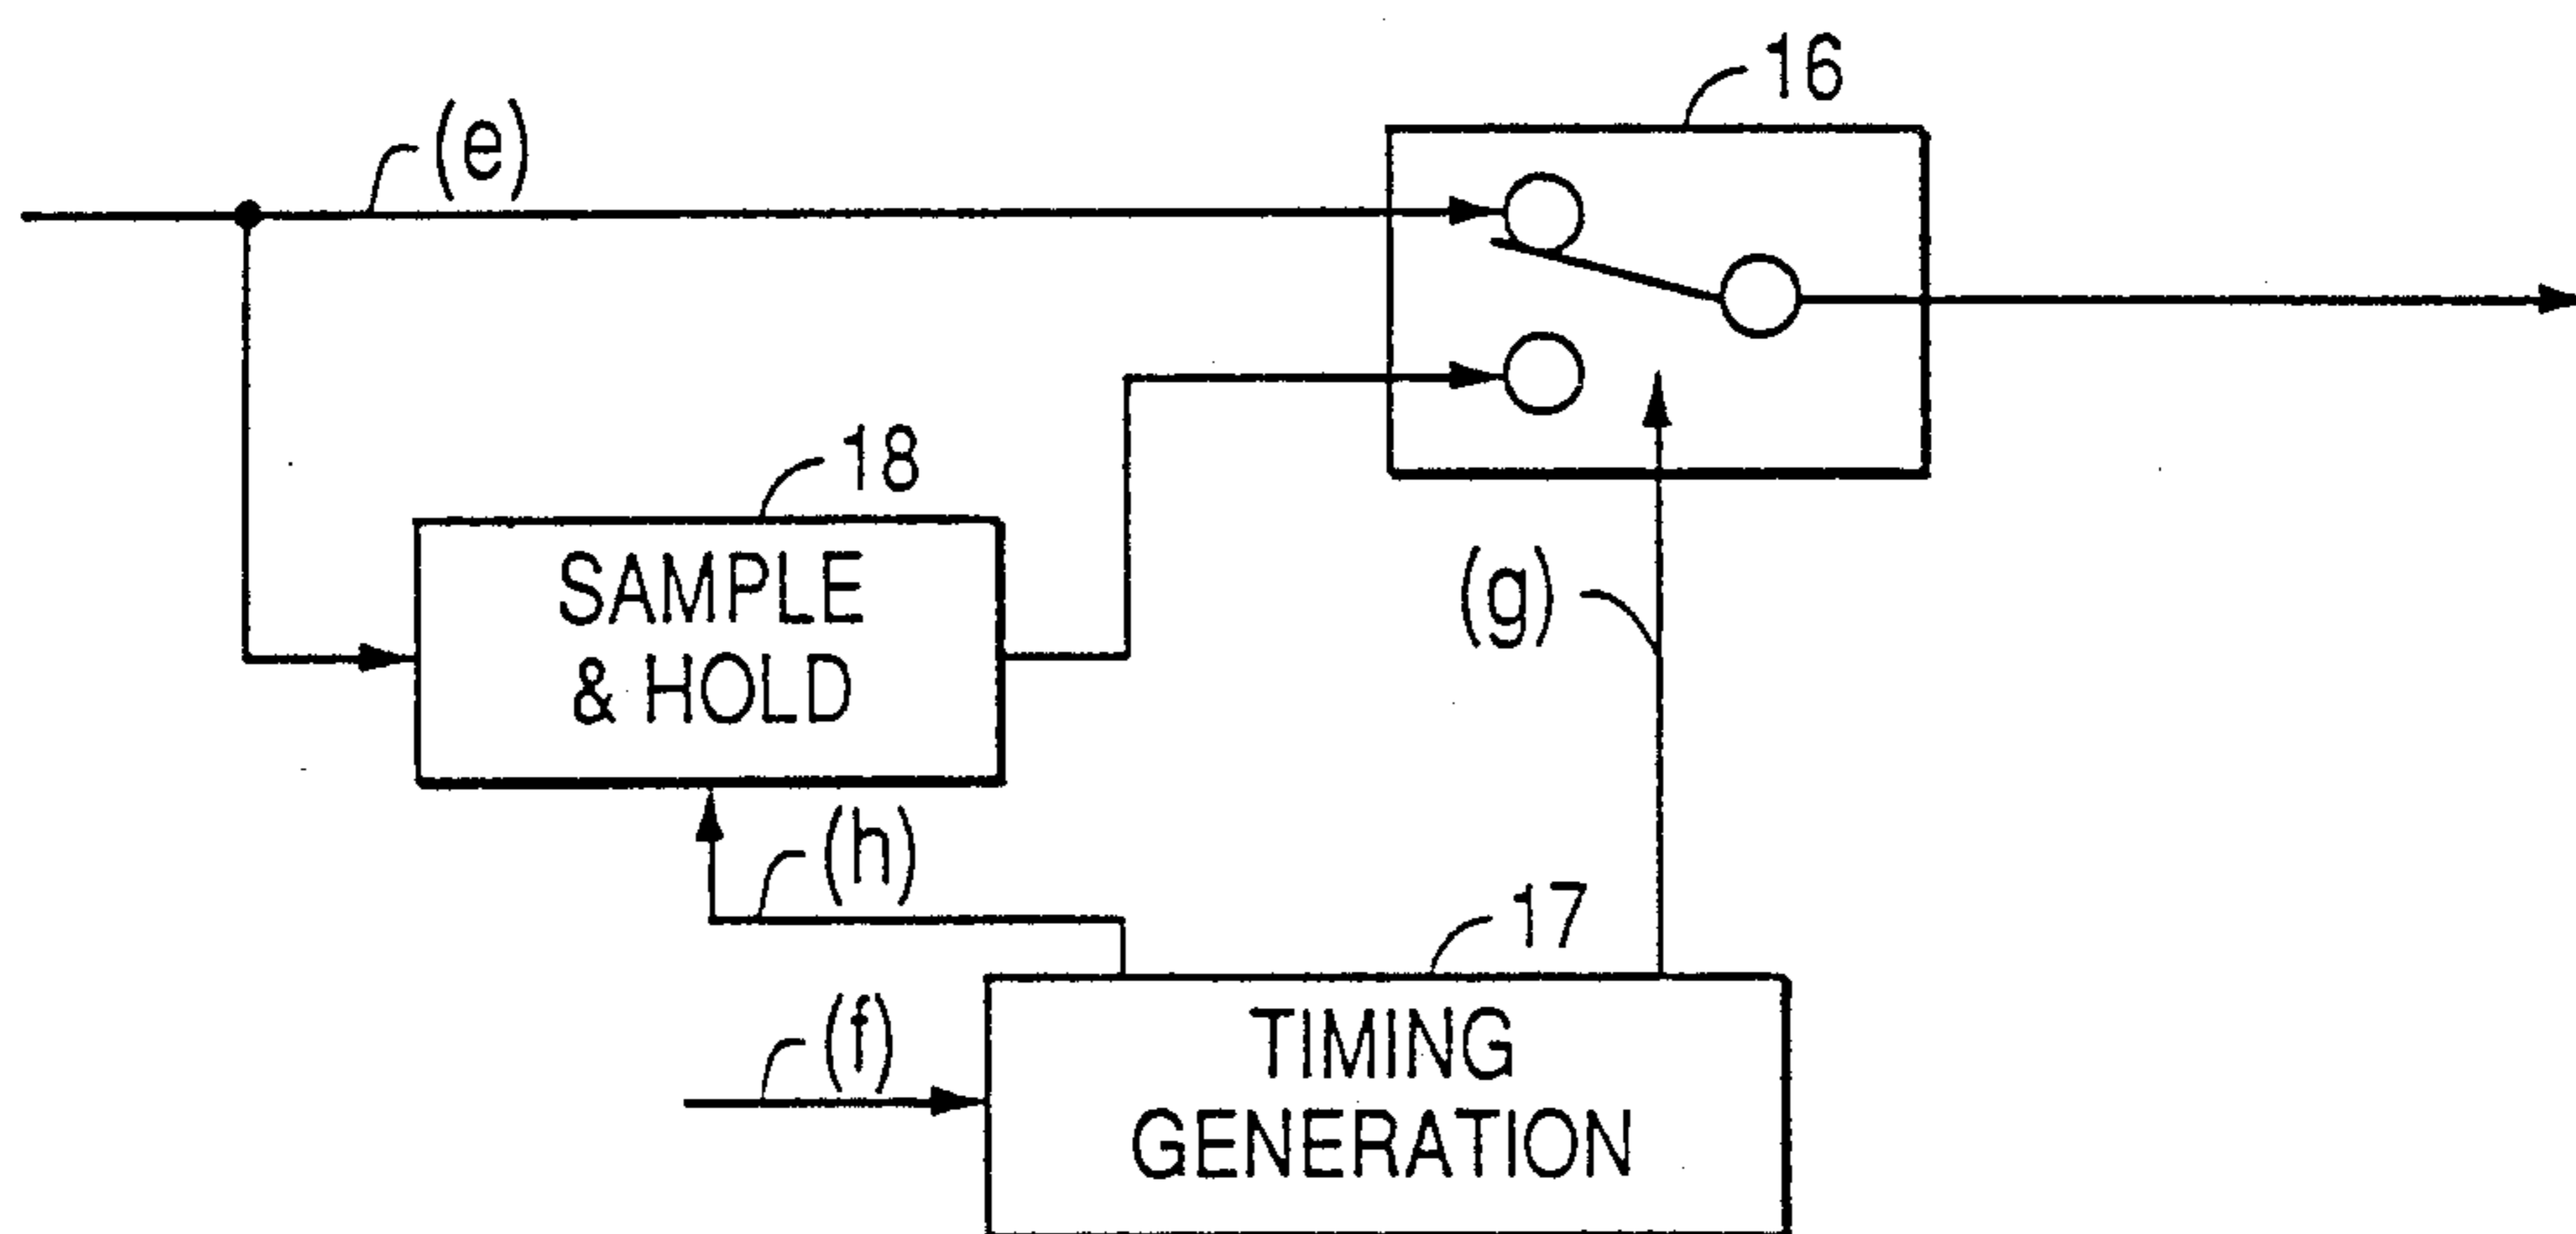 16
(e)
18
SAMPLE
& HOLD
(g)
(h)
17
(f)
TIMING
GENERATION